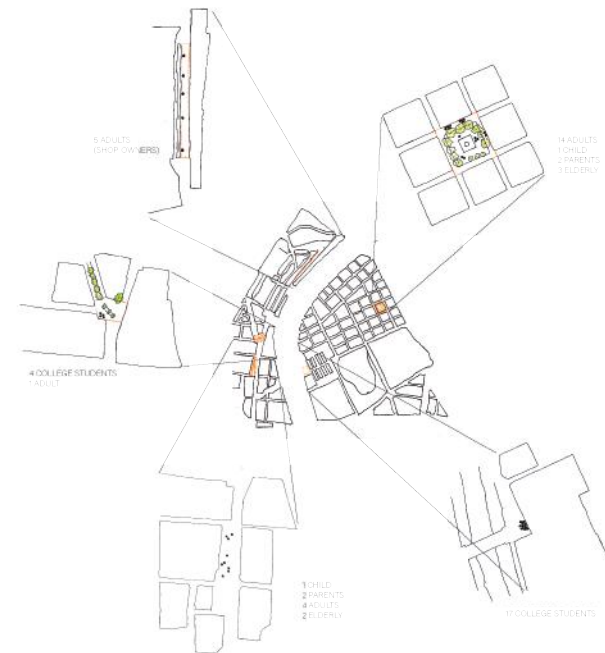 5 ADULTS
(SHOP OWNERS)
14 ADULTS
1 CHILD
2 PARENTS
3 ELDERLY
4 COLLEGE STUDENTS
1 ADULT
1 CHILD
2 PARENTS
4 ADULTS
2 ELDERLY
17 COLLEGE STUDENTS